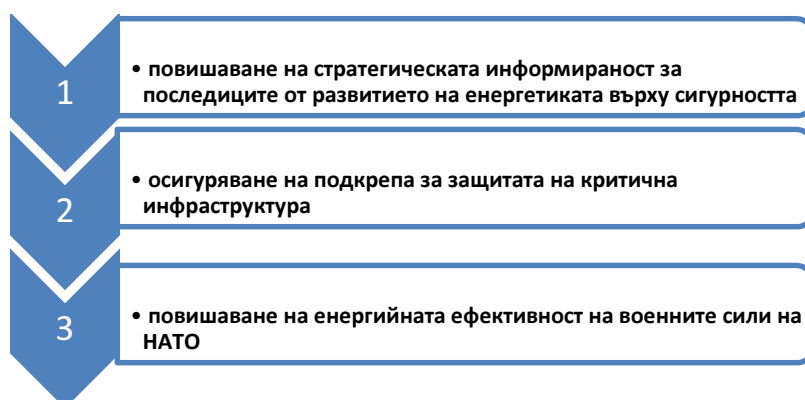 1
• повишаване на стратегическата информираност за
последиците от развитието на енергетиката върху сигурността
2
• осигуряване на подкрепа за защитата на критична
инфраструктура
3
• повишаване на енергийната ефективност на военните сили на
НАТО